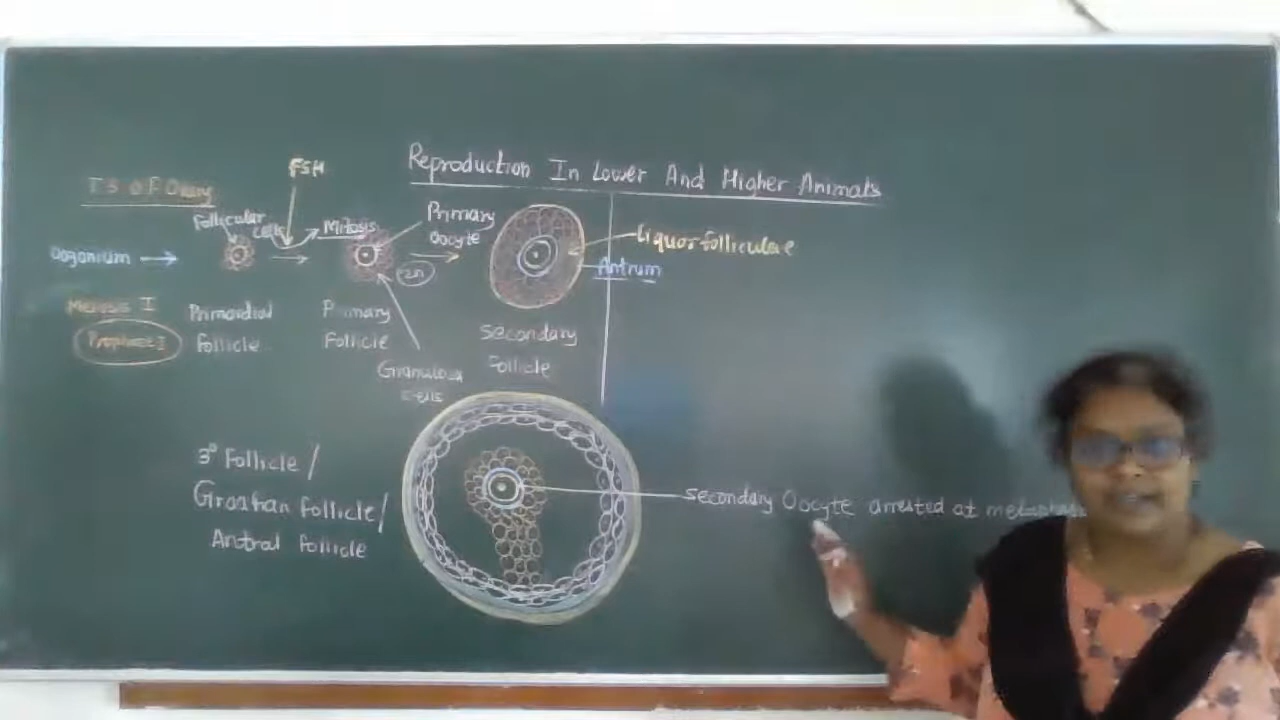 Reproduction In Lower And Higher Animals
T.S of Ovary
FSH
Follicular
cells
Mitosis
Primary
Oocyte
Oogonium
2n
Liquor folliculae
Antrum
Meiosis I
Prophase I
Primordial
Follicle
Primary
Follicle
Secondary
Follicle
Granulosa
cells
3° Follicle /
Graafian follicle /
Antral follicle
Secondary Oocyte arrested at